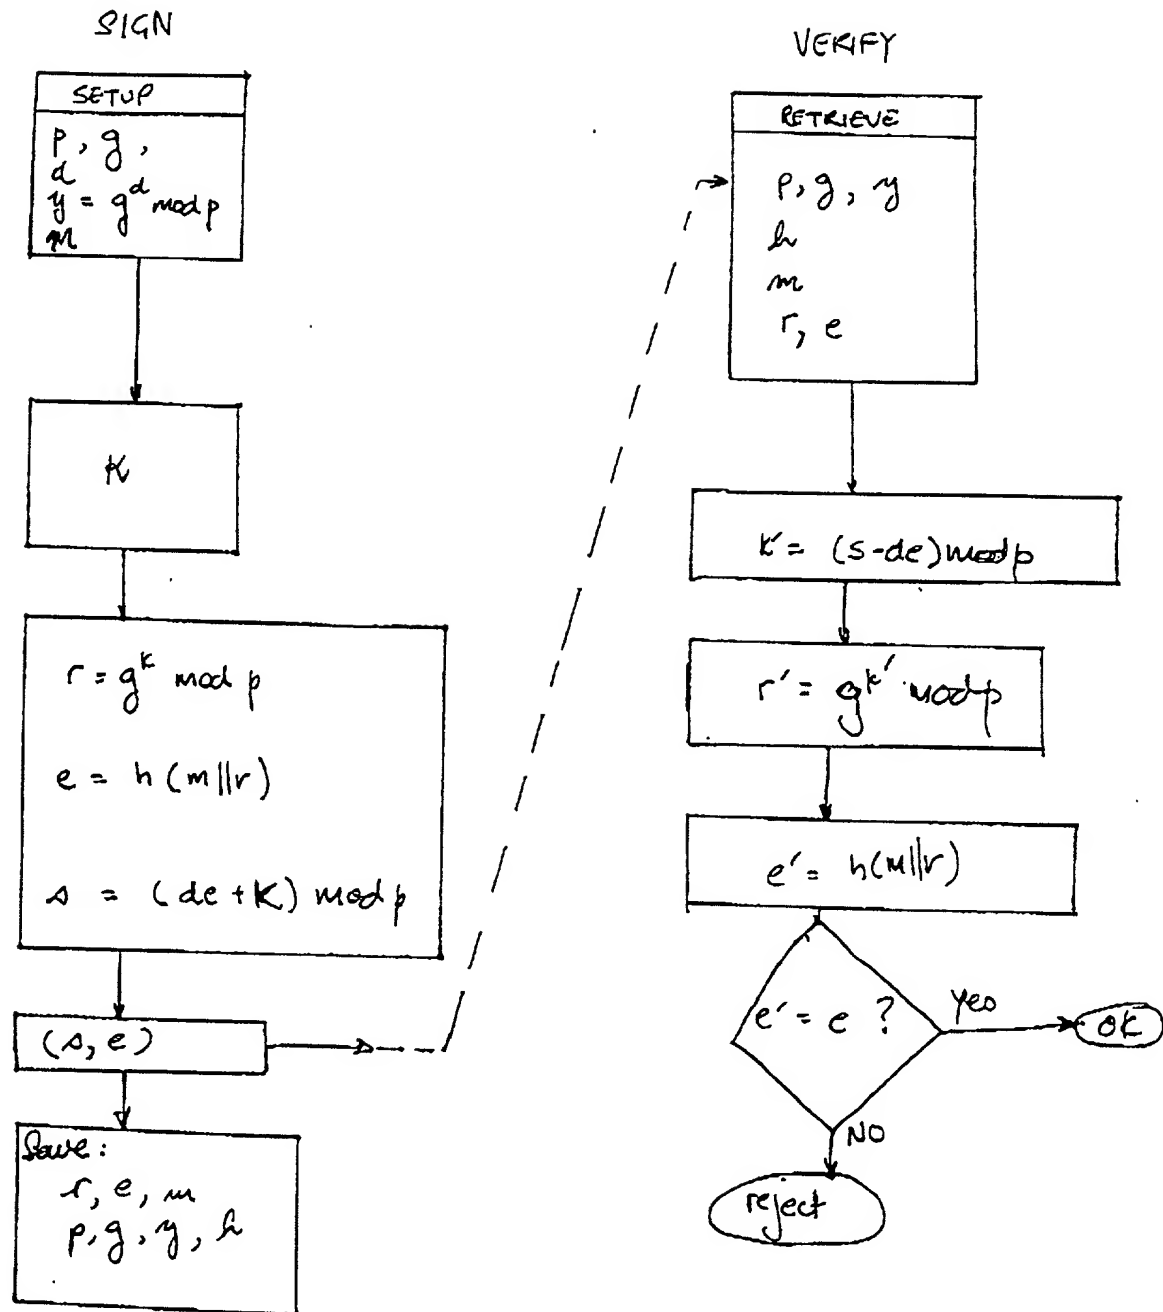 SIGN
SETUP
p, g,
d
y = g^d mod p
m
K
r = g^k mod p
e = h(m||r)
s = (de + K) mod p
(s, e)
Save:
r, e, m
p, g, y, h
VERIFY
RETRIEVE
p, g, y
h
m
r, e
k' = (s-de) mod p
r' = g^k' mod p
e' = h(m||r)
e' = e ?
Yes
OK
NO
reject